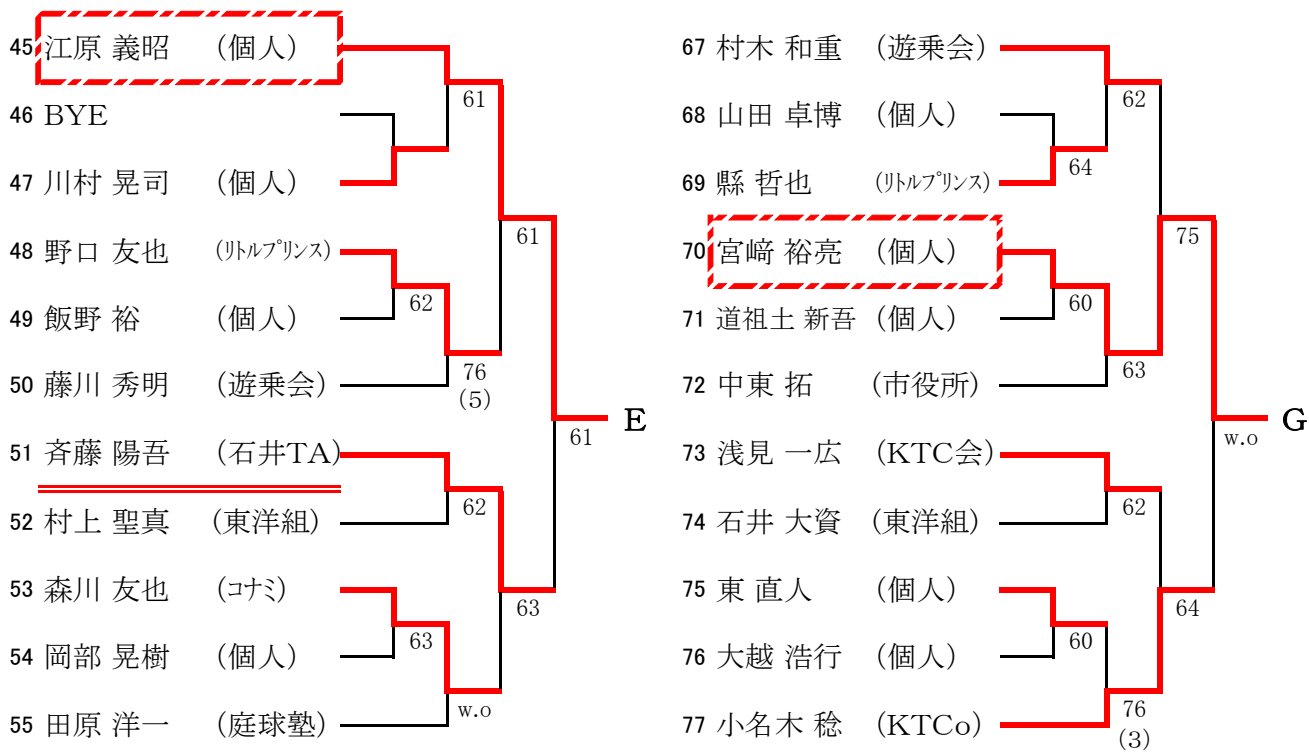 45 江原 義昭 (個人)
61
46 BYE
47 川村 晃司 (個人)
61
48 野口 友也 (ﾘﾄﾙﾌﾟﾘﾝｽ)
62
49 飯野 裕 (個人)
76
(5)
50 藤川 秀明 (遊乗会)
61 E
51 斉藤 陽吾 (石井TA)
62
52 村上 聖真 (東洋組)
53 森川 友也 (コナミ)
63
63
54 岡部 晃樹 (個人)
w.o
55 田原 洋一 (庭球塾)
67 村木 和重 (遊乗会)
62
68 山田 卓博 (個人)
64
69 縣 哲也 (ﾘﾄﾙﾌﾟﾘﾝｽ)
75
70 宮﨑 裕亮 (個人)
60
71 道祖土 新吾 (個人)
63
72 中東 拓 (市役所)
w.o G
73 浅見 一広 (KTC会)
62
74 石井 大資 (東洋組)
75 東 直人 (個人)
64
60
76 大越 浩行 (個人)
76
(3)
77 小名木 稔 (KTCo)